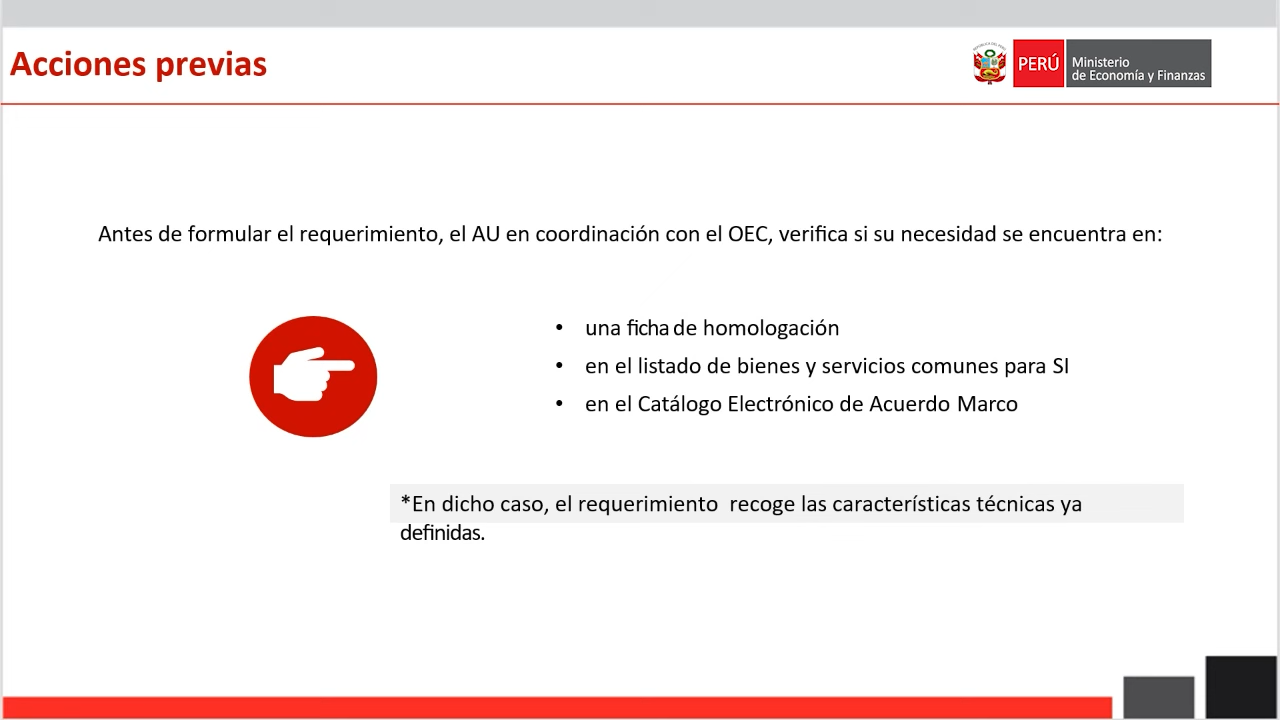 Acciones previas
PERÚ
Ministerio
de Economía y Finanzas
Antes de formular el requerimiento, el AU en coordinación con el OEC, verifica si su necesidad se encuentra en:
• una ficha de homologación
• en el listado de bienes y servicios comunes para SI
• en el Catálogo Electrónico de Acuerdo Marco
*En dicho caso, el requerimiento recoge las características técnicas ya
definidas.